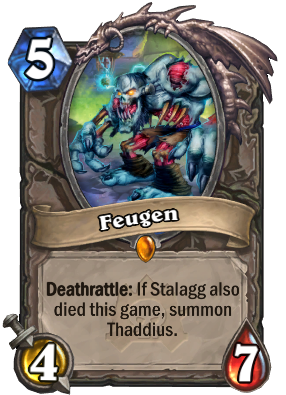 5
Feugen
Deathrattle: If Stalagg also
died this game, summon
Thaddius.
4
7